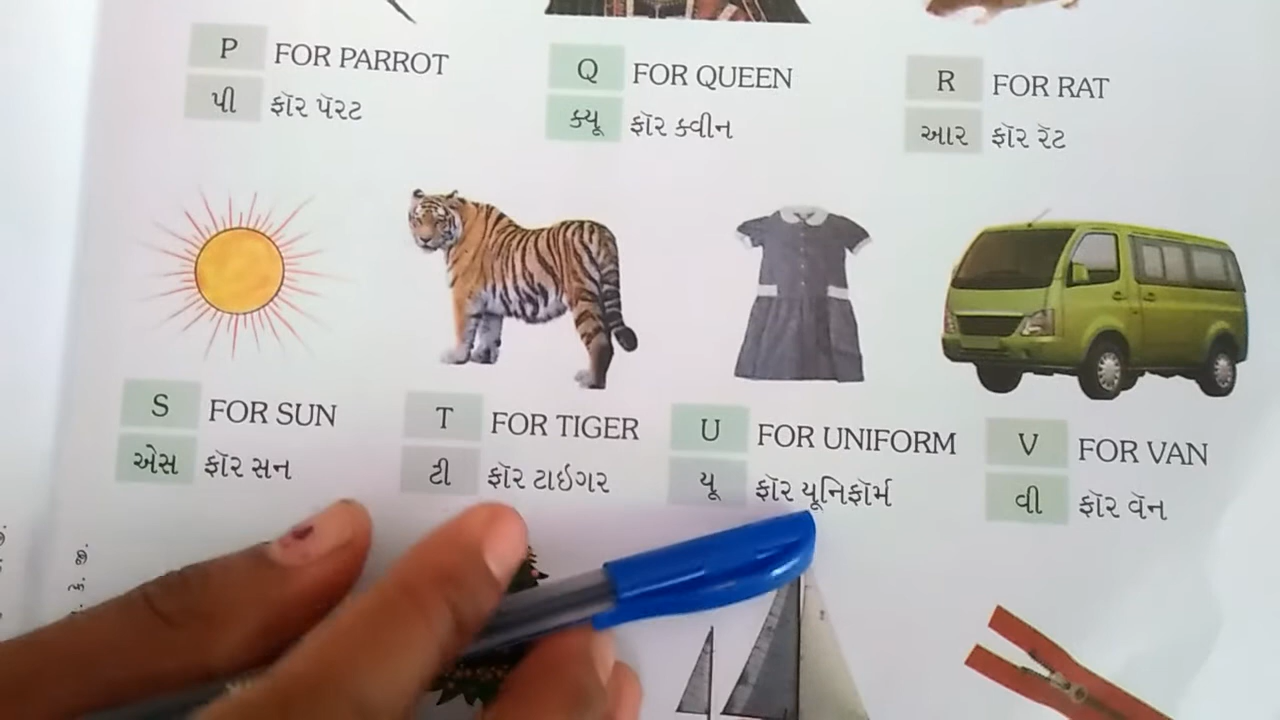 P FOR PARROT
પી ફૉર પૅરટ
Q FOR QUEEN
ક્યૂ ફૉર ક્વીન
R FOR RAT
આર ફૉર રૅટ
S FOR SUN
એસ ફૉર સન
T FOR TIGER
ટી ફૉર ટાઇગર
U FOR UNIFORM
યૂ ફૉર યૂનિફૉર્મ
V FOR VAN
વી ફૉર વૅન